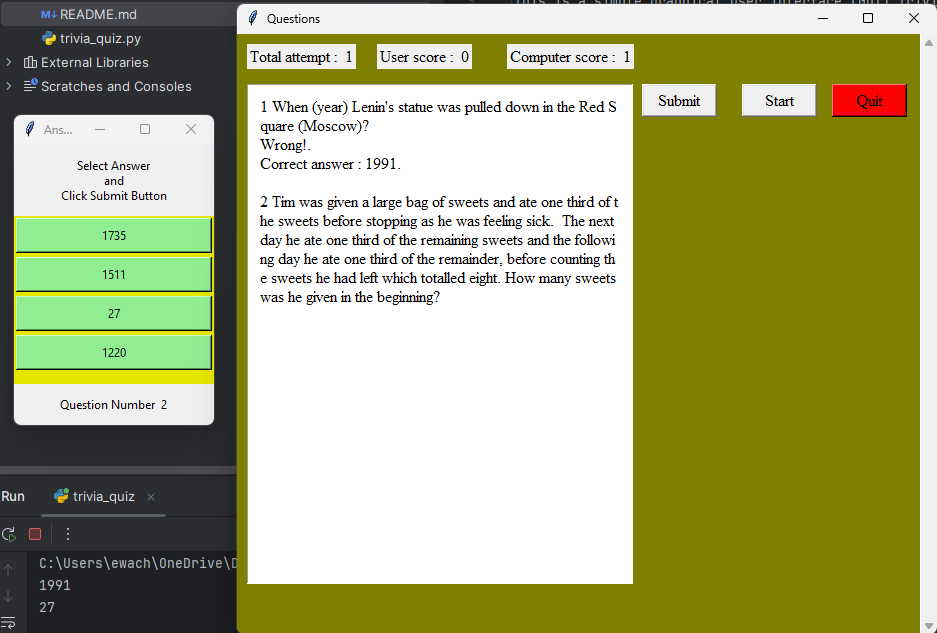 README.md
trivia_quiz.py
External Libraries
Scratches and Consoles
Ans...
Select Answer
and
Click Submit Button
1735
1511
27
1220
Question Number 2
Run
trivia_quiz
C:\Users\ewach\OneDrive\
1991
27
Questions
Total attempt : 1
User score : 0
Computer score : 1
1 When (year) Lenin's statue was pulled down in the Red S
quare (Moscow)?
Wrong!.
Correct answer : 1991.
2 Tim was given a large bag of sweets and ate one third of t
he sweets before stopping as he was feeling sick.  The next
day he ate one third of the remaining sweets and the followi
ng day he ate one third of the remainder, before counting th
e sweets he had left which totalled eight. How many sweets
was he given in the beginning?
Submit
Start
Quit